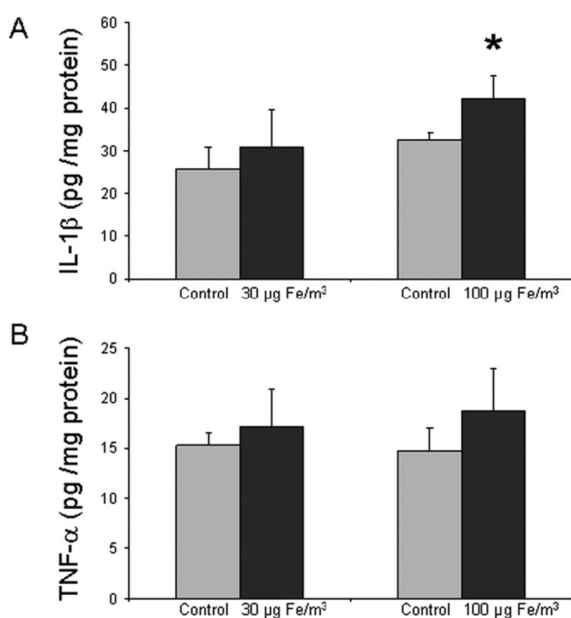 A
IL-1β (pg /mg protein)
60
50
40
30
20
10
0
*
Control 30 µg Fe/m³ Control 100 µg Fe/m³
B
TNF-α (pg /mg protein)
25
20
15
10
5
0
Control 30 µg Fe/m³ Control 100 µg Fe/m³